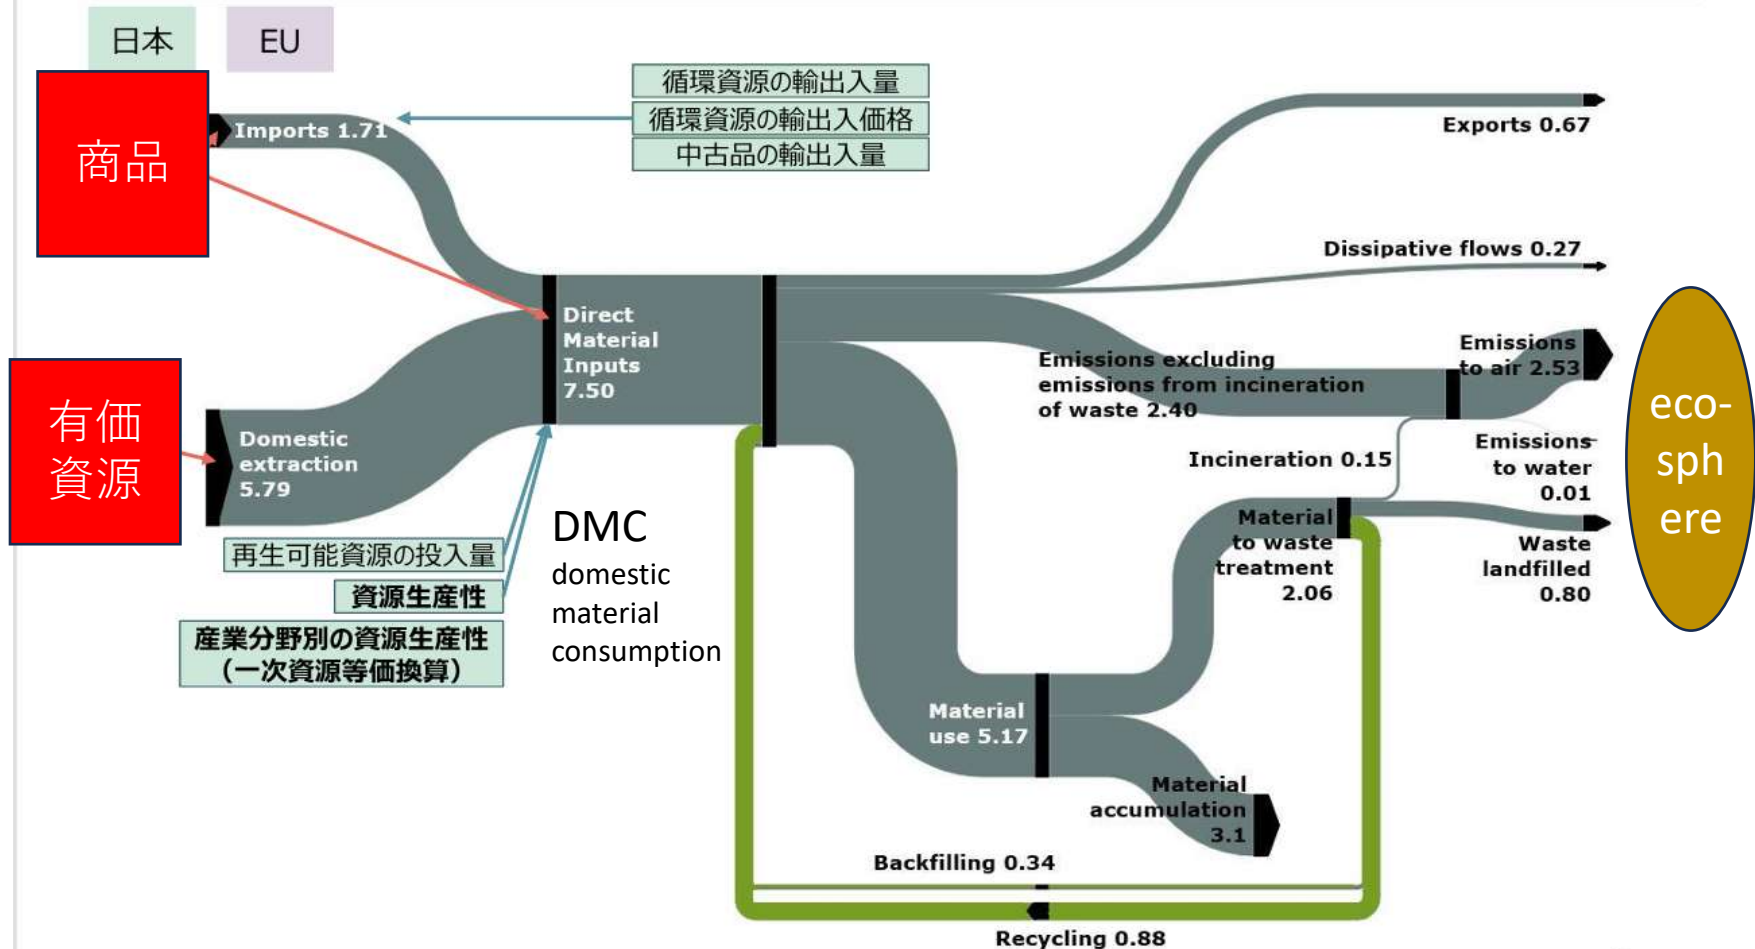 日本
EU
商品
Imports 1.71
循環資源の輸出入量
循環資源の輸出入価格
中古品の輸出入量
Exports 0.67
Dissipative flows 0.27
Direct
Material
Inputs
7.50
Emissions excluding
emissions from incineration
of waste 2.40
Emissions
to air 2.53
有価
資源
Domestic
extraction
5.79
Incineration 0.15
Emissions
to water
0.01
eco-
sph
ere
再生可能資源の投入量
資源生産性
産業分野別の資源生産性
(一次資源等価換算)
DMC
domestic
material
consumption
Material
to waste
treatment
2.06
Waste
landfilled
0.80
Material
use 5.17
Material
accumulation
3.1
Backfilling 0.34
Recycling 0.88